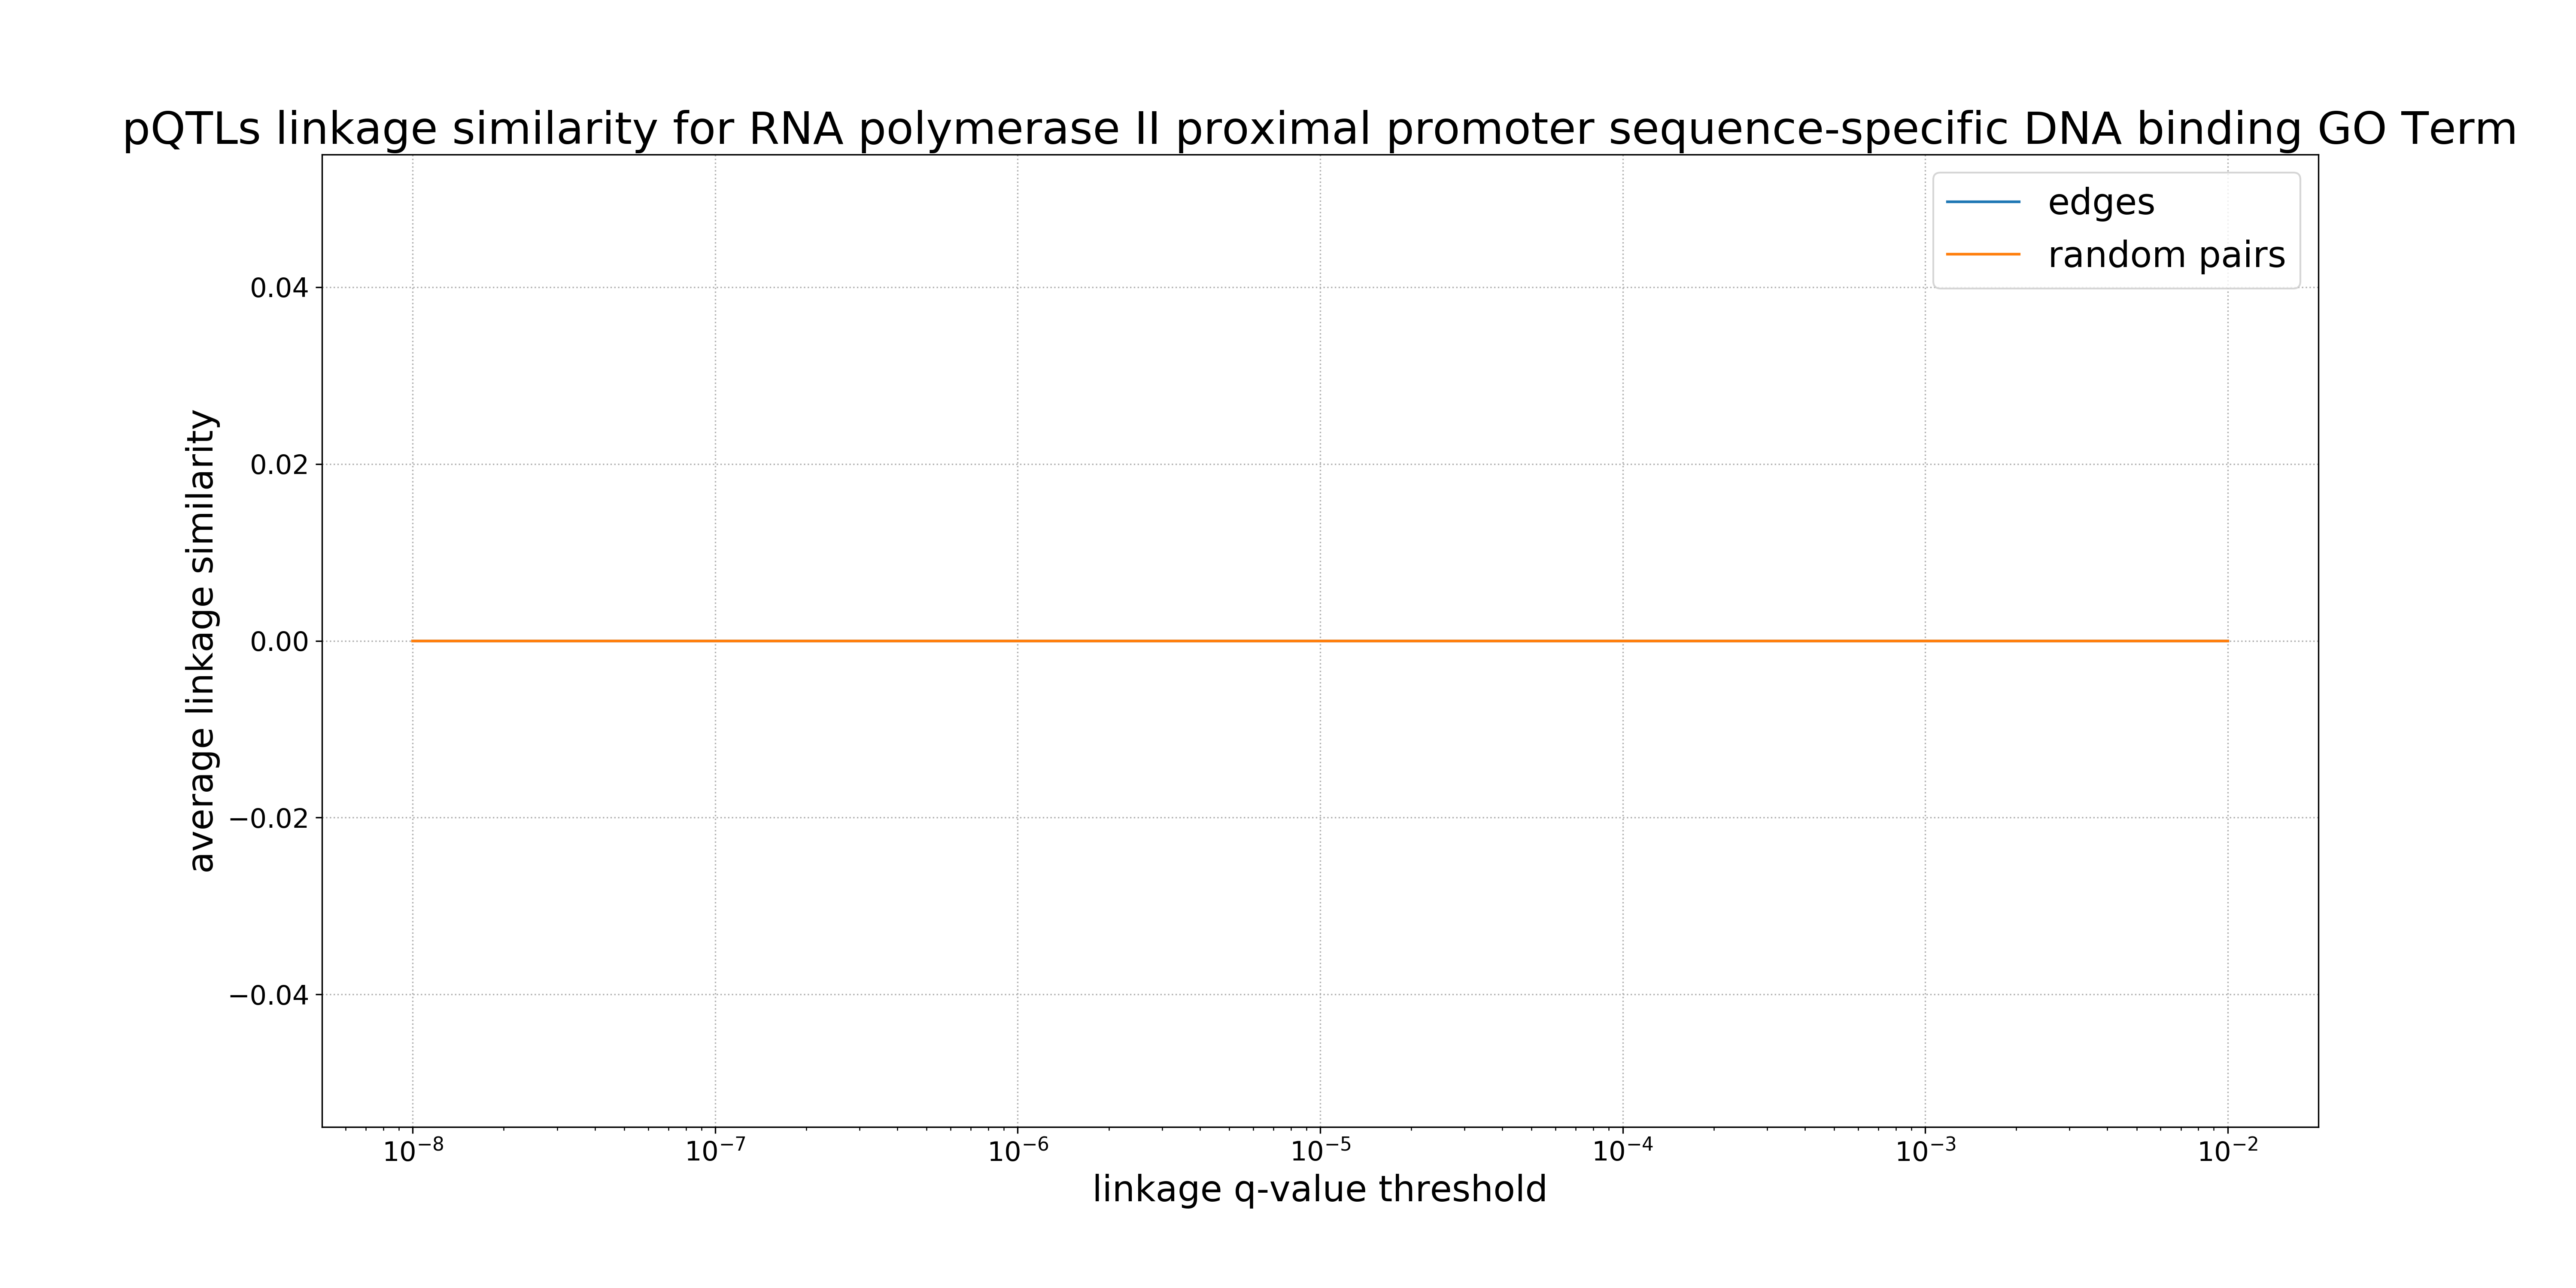 pQTLs linkage similarity for RNA polymerase II proximal promoter sequence-specific DNA binding GO Term
edges
random pairs
0.04
0.02
0.00
−0.02
−0.04
average linkage similarity
10⁻⁸
10⁻⁷
10⁻⁶
10⁻⁵
10⁻⁴
10⁻³
10⁻²
linkage q-value threshold